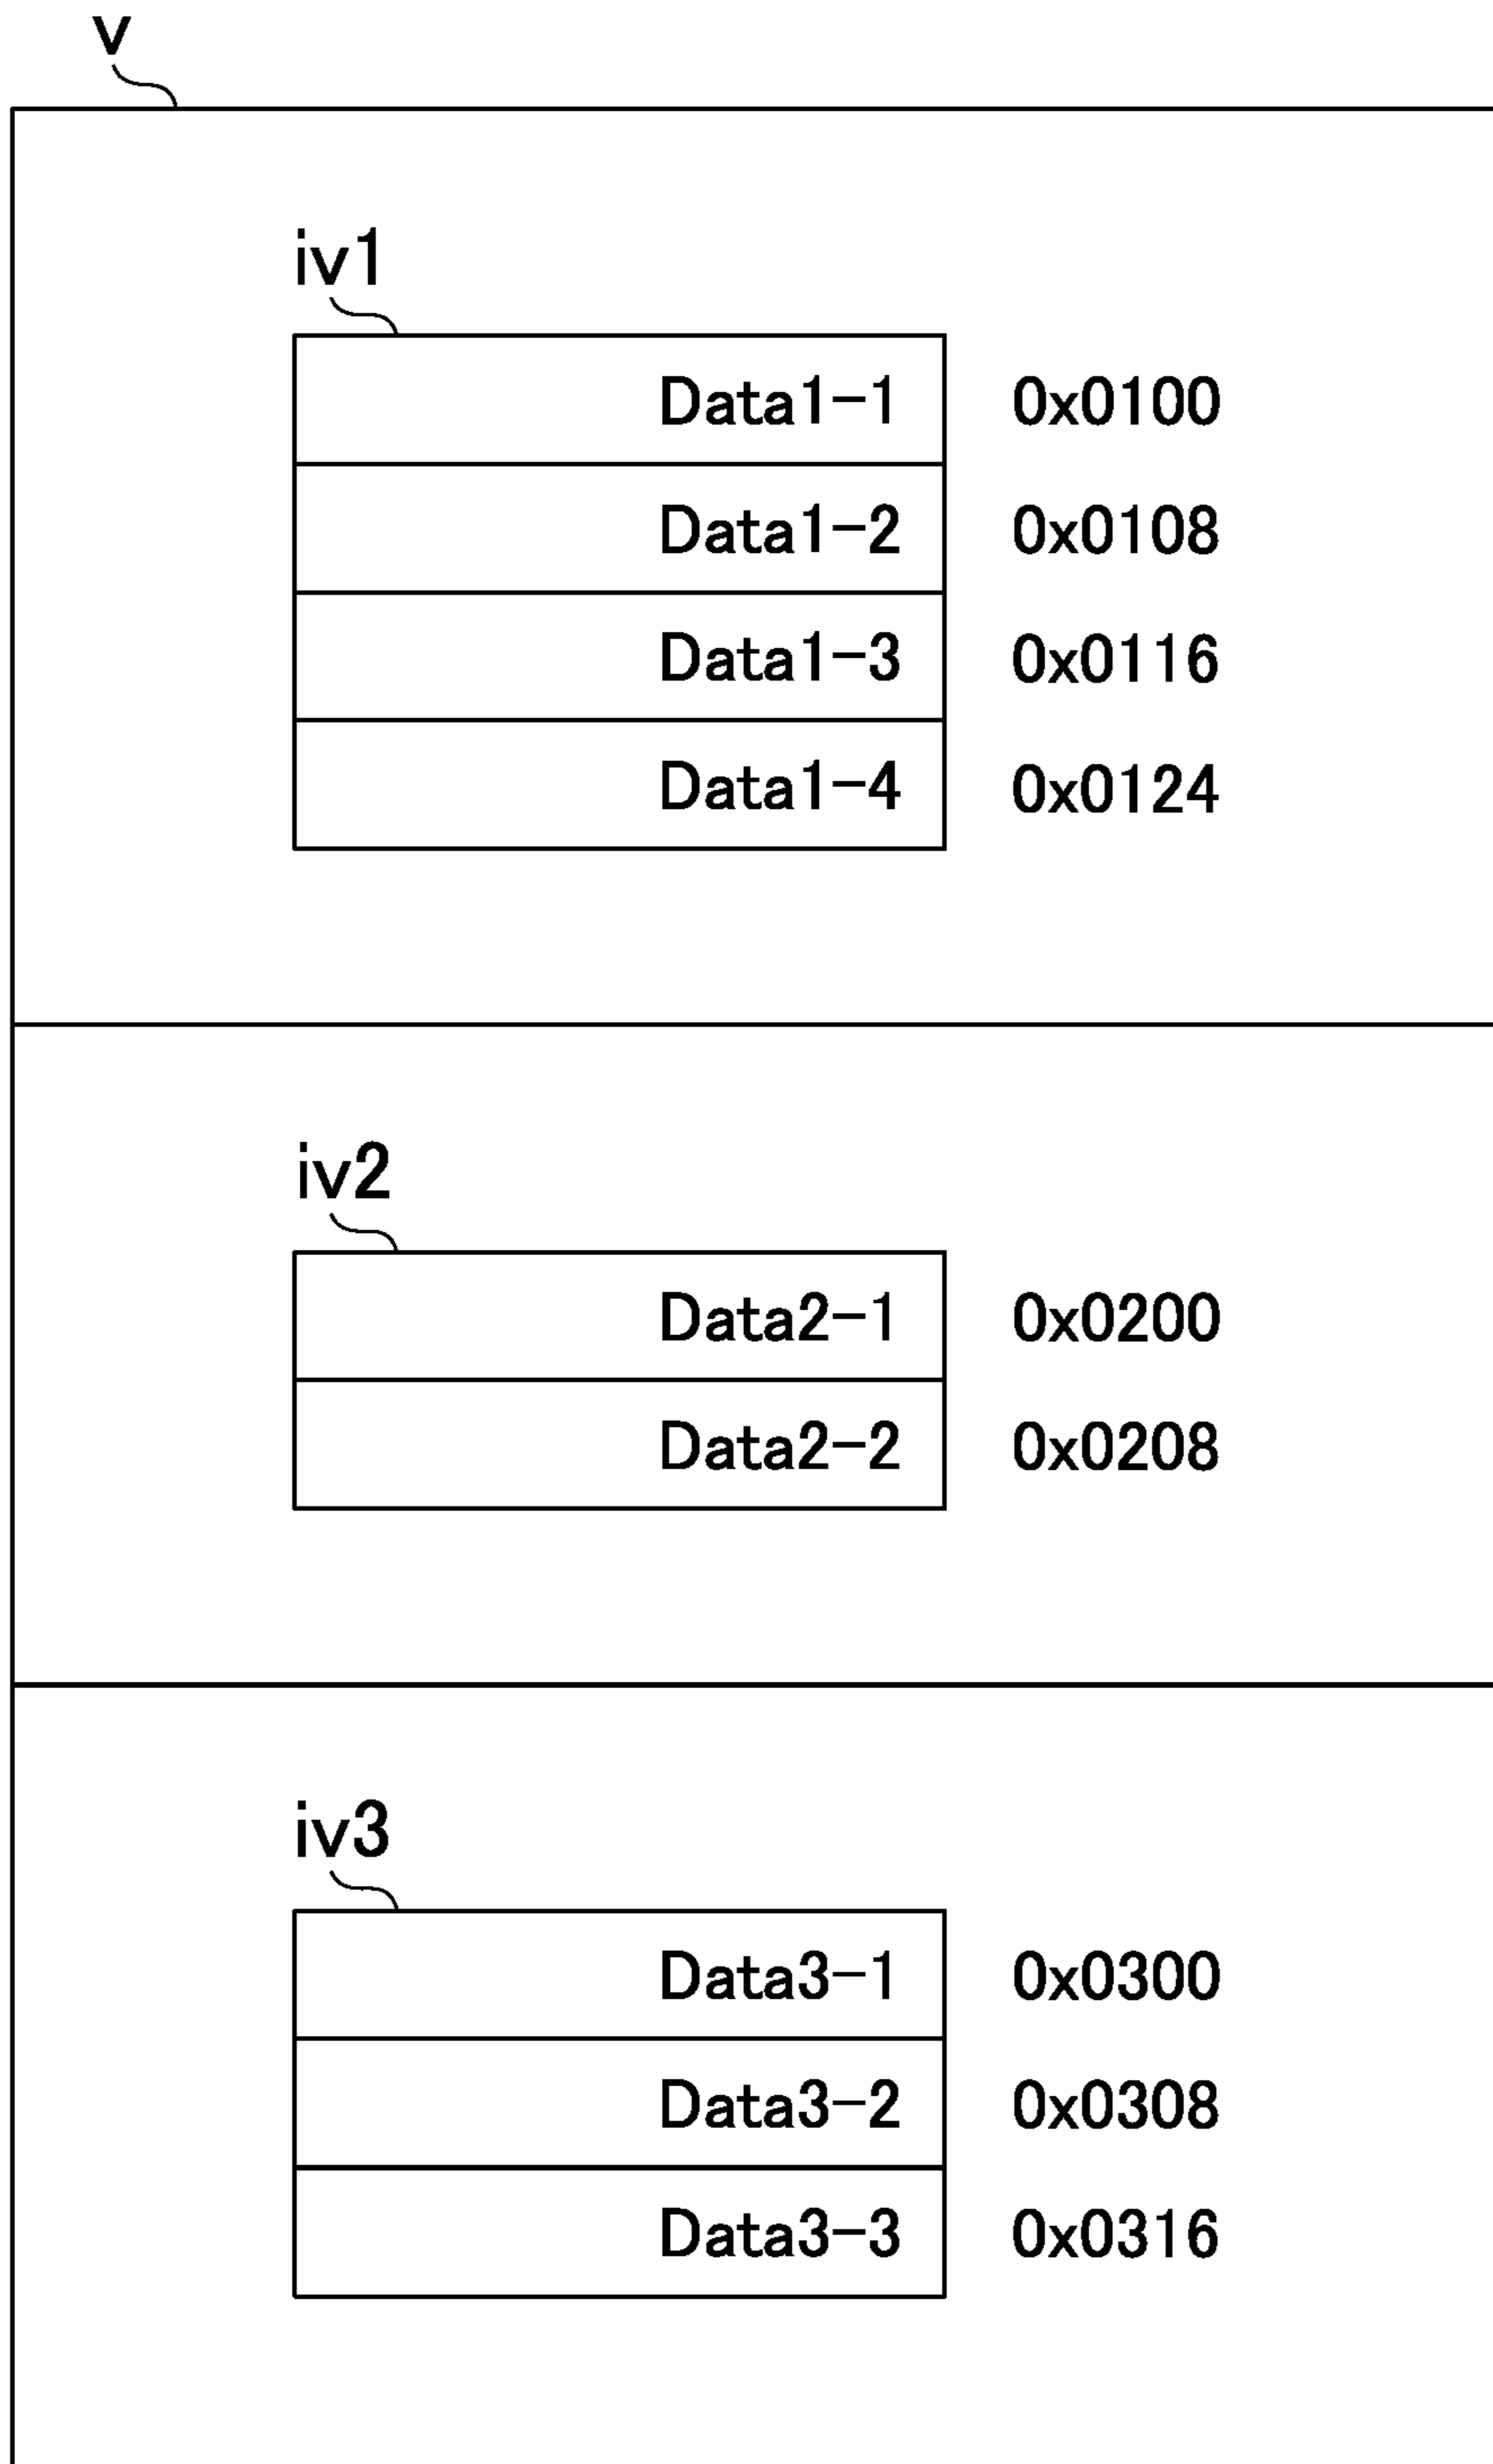 v
iv1
Data1-1 0x0100
Data1-2 0x0108
Data1-3 0x0116
Data1-4 0x0124
iv2
Data2-1 0x0200
Data2-2 0x0208
iv3
Data3-1 0x0300
Data3-2 0x0308
Data3-3 0x0316